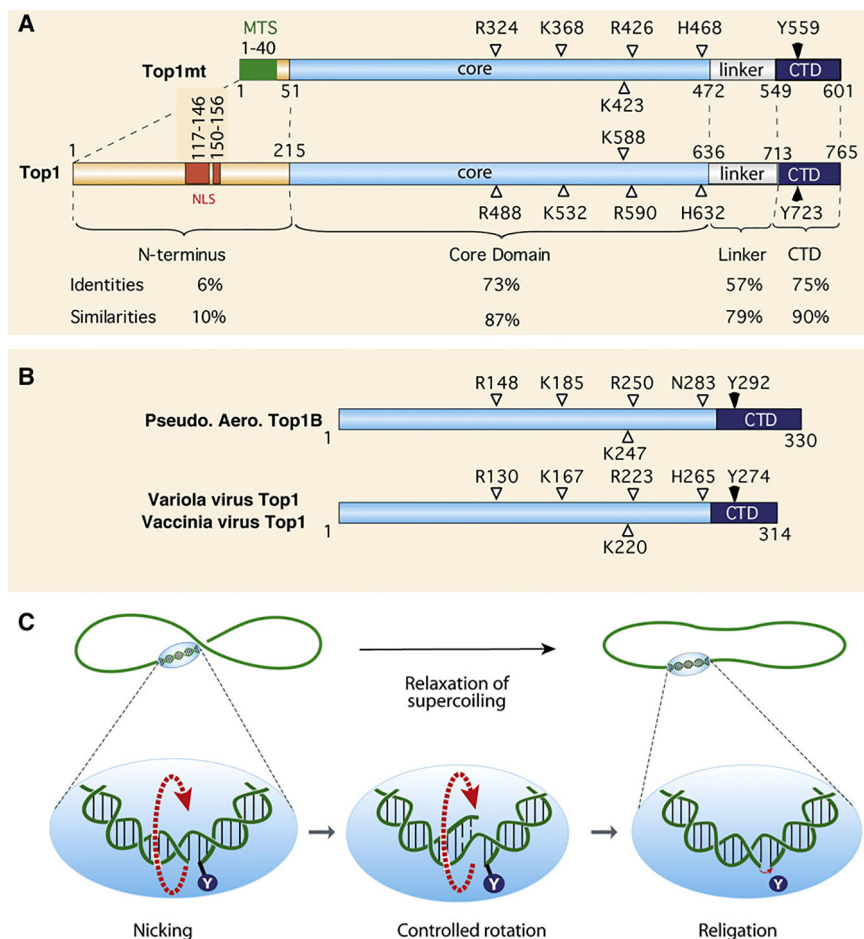 A
MTS
1-40
R324 K368 R426 H468 Y559
Top1mt core linker CTD
1 51 K423 472 549 601
117-146
150-156
K588
1 215 636 713 765
Top1 core linker CTD
NLS R488 K532 R590 H632 Y723
N-terminus Core Domain Linker CTD
Identities 6% 73% 57% 75%
Similarities 10% 87% 79% 90%
B
R148 K185 R250 N283 Y292
Pseudo. Aero. Top1B CTD
1 K247 330
R130 K167 R223 H265 Y274
Variola virus Top1
Vaccinia virus Top1 CTD
1 K220 314
C
Relaxation of
supercoiling
Y Y Y
Nicking Controlled rotation Religation